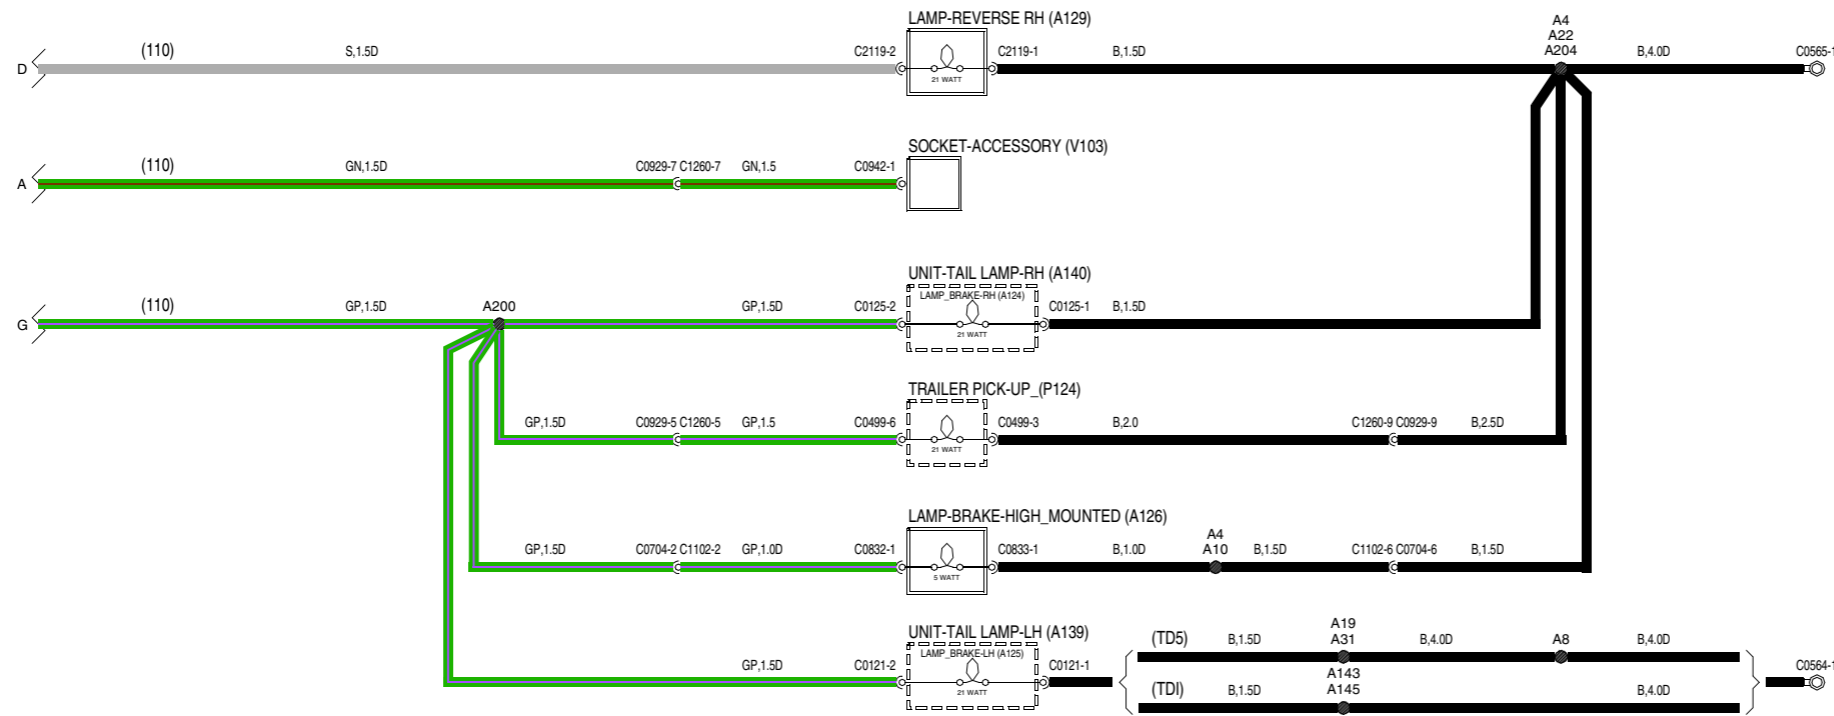 LAMP-REVERSE RH (A129)
D (110) S,1.5D C2119-2 C2119-1 B,1.5D A4 B,4.0D C0565-1
A22
A204
21 WATT
SOCKET-ACCESSORY (V103)
A (110) GN,1.5D C0929-7 C1260-7 GN,1.5 C0942-1
UNIT-TAIL LAMP-RH (A140)
LAMP_BRAKE-RH (A124)
G (110) GP,1.5D A200 GP,1.5D C0125-2 C0125-1 B,1.5D
21 WATT
TRAILER PICK-UP_(P124)
GP,1.5D C0929-5 C1260-5 GP,1.5 C0499-6 C0499-3 B,2.0 C1260-9 C0929-9 B,2.5D
21 WATT
LAMP-BRAKE-HIGH_MOUNTED (A126)
A4
GP,1.5D C0704-2 C1102-2 GP,1.0D C0832-1 C0833-1 B,1.0D A10 B,1.5D C1102-6 C0704-6 B,1.5D
5 WATT
UNIT-TAIL LAMP-LH (A139)
LAMP_BRAKE-LH (A125)
A19
(TD5) B,1.5D A31 B,4.0D A8 B,4.0D
GP,1.5D C0121-2 C0121-1 C0564-1
21 WATT
A143
(TDI) B,1.5D A145 B,4.0D